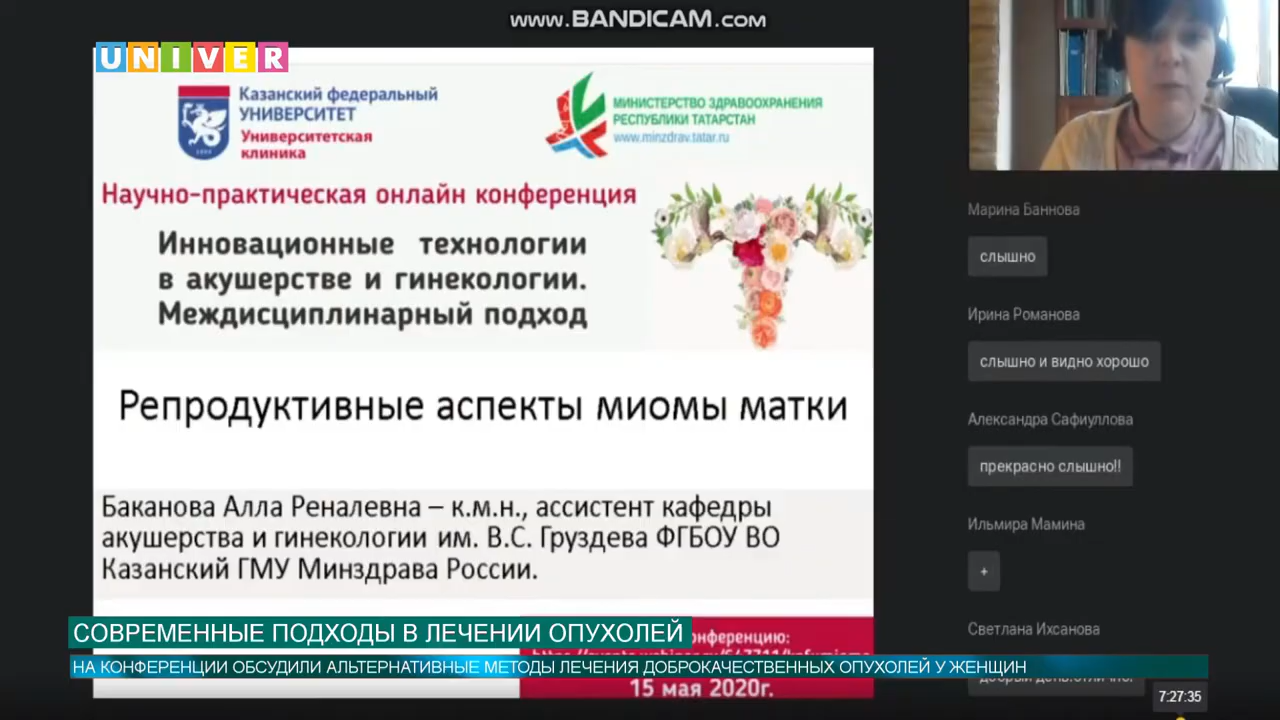 www.BANDICAM.com
UNIVER
Казанский федеральный
УНИВЕРСИТЕТ
Университетская
клиника
МИНИСТЕРСТВО ЗДРАВООХРАНЕНИЯ
РЕСПУБЛИКИ ТАТАРСТАН
www.minzdrav.tatar.ru
Научно-практическая онлайн конференция
Инновационные технологии
в акушерстве и гинекологии.
Междисциплинарный подход
Репродуктивные аспекты миомы матки
Баканова Алла Реналевна – к.м.н., ассистент кафедры
акушерства и гинекологии им. В.С. Груздева ФГБОУ ВО
Казанский ГМУ Минздрава России.
онференцию:
15 мая 2020г.
Марина Баннова
слышно
Ирина Романова
слышно и видно хорошо
Александра Сафиуллова
прекрасно слышно!!
Ильмира Мамина
+
Светлана Ихсанова
7:27:35
СОВРЕМЕННЫЕ ПОДХОДЫ В ЛЕЧЕНИИ ОПУХОЛЕЙ
НА КОНФЕРЕНЦИИ ОБСУДИЛИ АЛЬТЕРНАТИВНЫЕ МЕТОДЫ ЛЕЧЕНИЯ ДОБРОКАЧЕСТВЕННЫХ ОПУХОЛЕЙ У ЖЕНЩИН